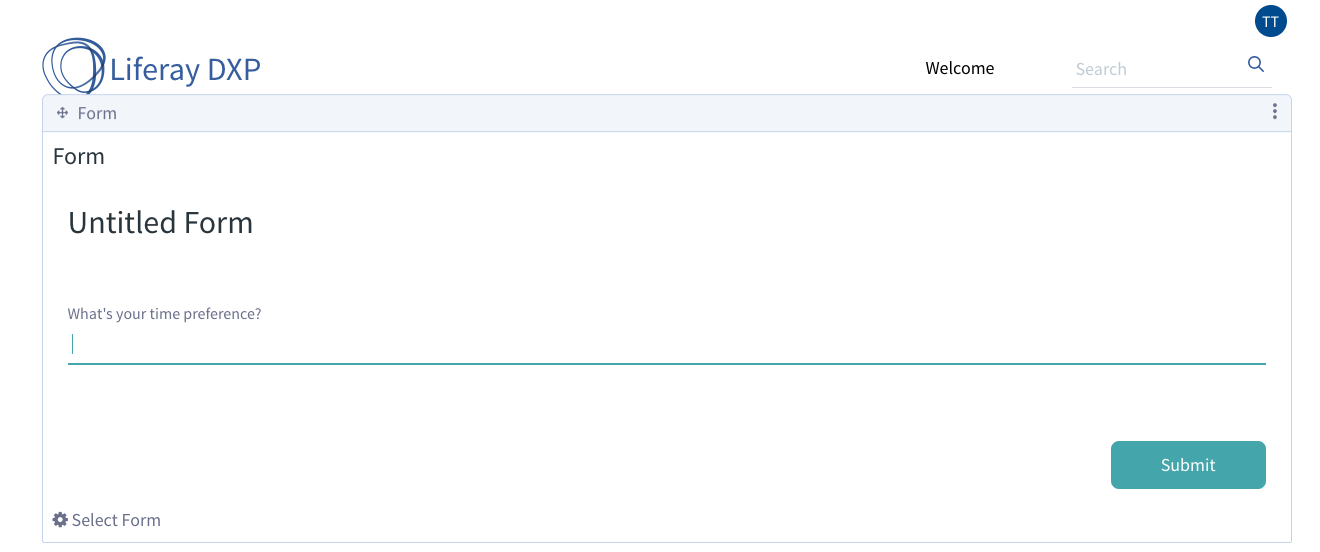 TT
Liferay DXP
Welcome
Search
Form
Form
Untitled Form
What's your time preference?
Submit
Select Form